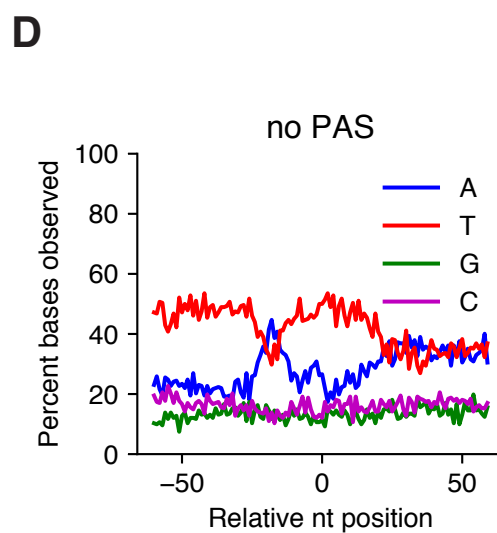 D
no PAS
Percent bases observed
100
80
60
40
20
0
A
T
G
C
−50
0
50
Relative nt position